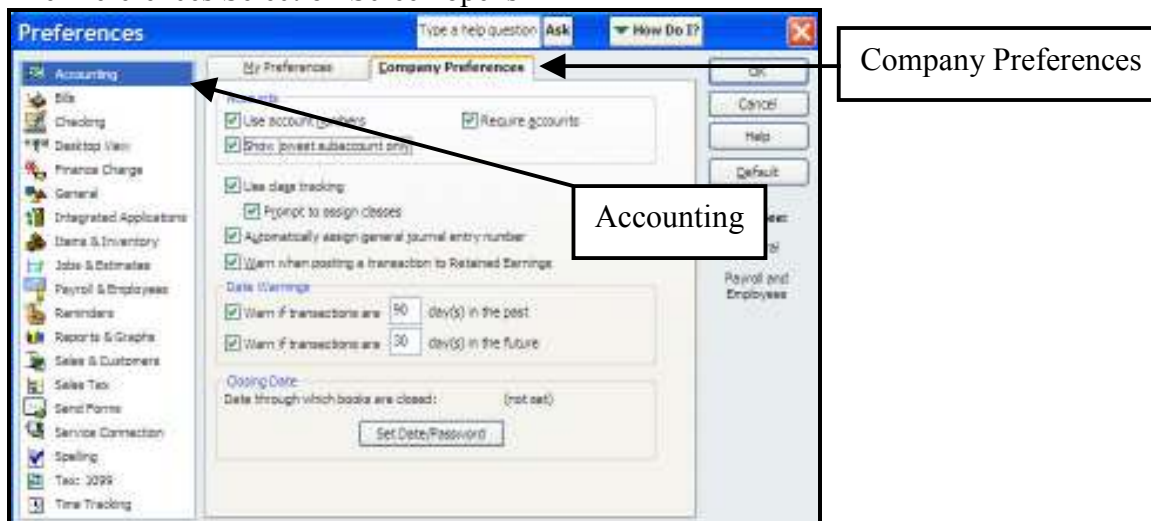 Preferences
Type a help question Ask
How Do I?
Accounting
Bills
Checking
Desktop View
Finance Charge
General
Integrated Applications
Items & Inventory
Jobs & Estimates
Payroll & Employees
Reminders
Reports & Graphs
Sales & Customers
Sales Tax
Send Forms
Service Connection
Spelling
Tax: 1099
Time Tracking
My Preferences
Company Preferences
Use account numbers
Require accounts
Show lowest subaccount only
Use class tracking
Prompt to assign classes
Automatically assign general journal entry number
Warn when posting a transaction to Retained Earnings
Date Warnings
Warn if transactions are 90 day(s) in the past
Warn if transactions are 30 day(s) in the future
Closing Date
Date through which books are closed: (not set)
Set Date/Password
OK
Cancel
Help
Default
Payroll and
Employees
Company Preferences
Accounting